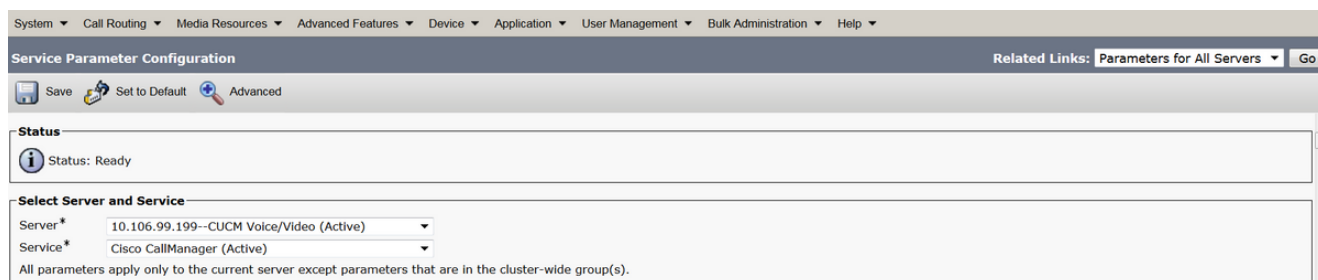 System Call Routing Media Resources Advanced Features Device Application User Management Bulk Administration Help
Service Parameter Configuration Related Links: Parameters for All Servers Go
Save Set to Default Advanced
Status
Status: Ready
Select Server and Service
Server* 10.106.99.199--CUCM Voice/Video (Active)
Service* Cisco CallManager (Active)
All parameters apply only to the current server except parameters that are in the cluster-wide group(s).